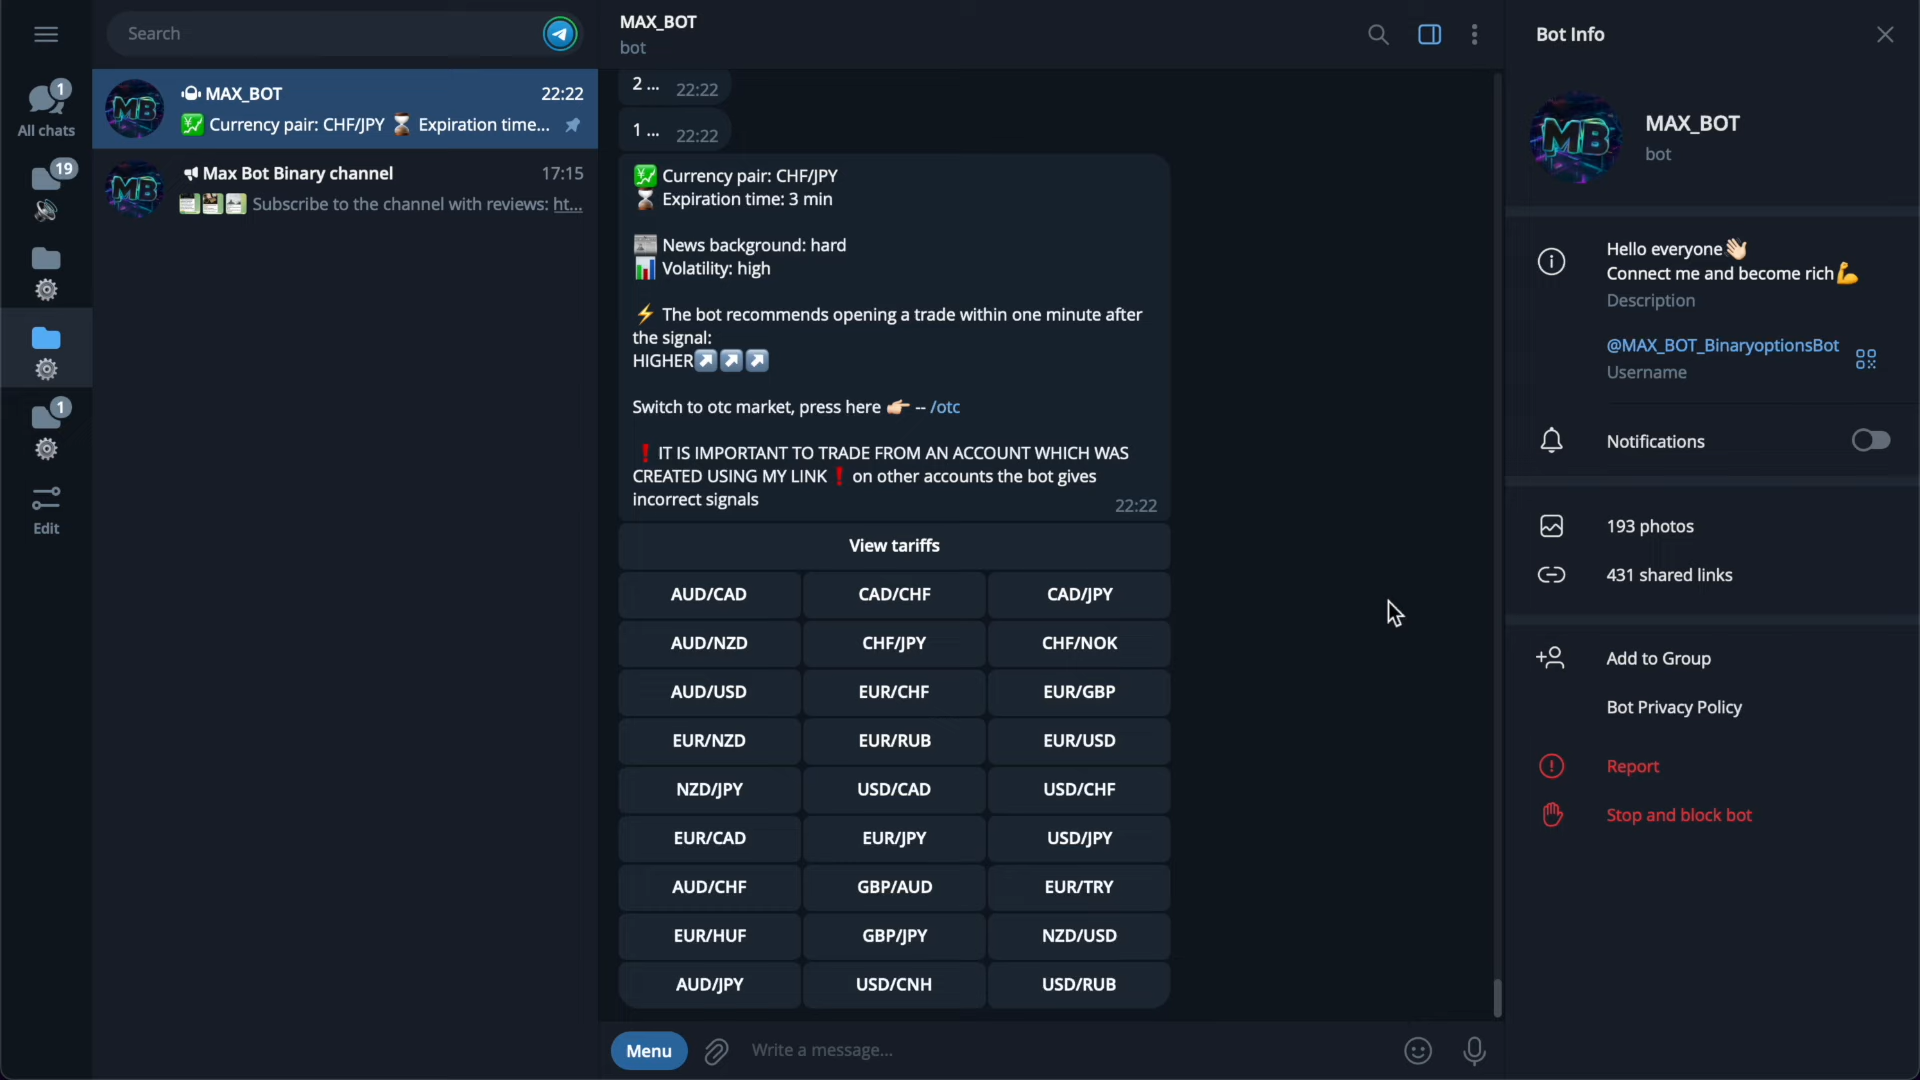 Search
1
All chats
19
1
Edit
MAX_BOT
22:22
Currency pair: CHF/JPY ⏳ Expiration time...
Max Bot Binary channel
17:15
Subscribe to the channel with reviews: ht...
MAX_BOT
bot
2 ... 22:22
1 ... 22:22
💹 Currency pair: CHF/JPY
⏳ Expiration time: 3 min
📰 News background: hard
📊 Volatility: high
⚡ The bot recommends opening a trade within one minute after
the signal:
HIGHER↗️↗️↗️
Switch to otc market, press here 👉🏻 -- /otc
❗ IT IS IMPORTANT TO TRADE FROM AN ACCOUNT WHICH WAS
CREATED USING MY LINK ❗ on other accounts the bot gives
incorrect signals
22:22
View tariffs
AUD/CAD CAD/CHF CAD/JPY
AUD/NZD CHF/JPY CHF/NOK
AUD/USD EUR/CHF EUR/GBP
EUR/NZD EUR/RUB EUR/USD
NZD/JPY USD/CAD USD/CHF
EUR/CAD EUR/JPY USD/JPY
AUD/CHF GBP/AUD EUR/TRY
EUR/HUF GBP/JPY NZD/USD
AUD/JPY USD/CNH USD/RUB
Menu
Write a message...
Bot Info
MB
MAX_BOT
bot
Hello everyone👋🏻
Connect me and become rich💪
Description
@MAX_BOT_BinaryoptionsBot
Username
Notifications
193 photos
431 shared links
Add to Group
Bot Privacy Policy
Report
Stop and block bot